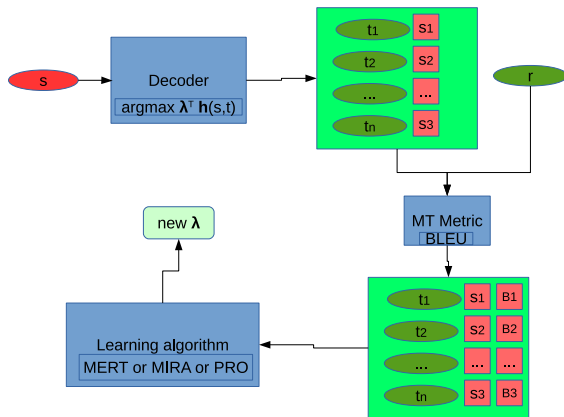 s
Decoder
argmax λᵀ h(s,t)
t1 s1
t2 s2
... ...
tn s3
r
MT Metric
BLEU
new λ
t1 s1 B1
t2 s2 B2
... ... ...
tn s3 B3
Learning algorithm
MERT or MIRA or PRO